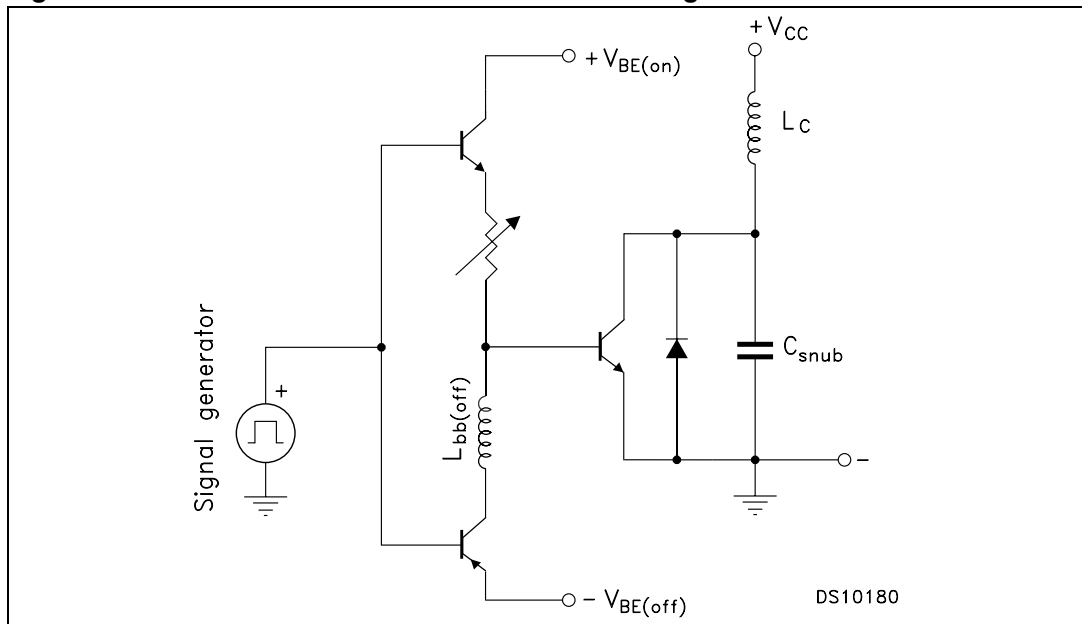 + V_CC
+ V_BE(on)
L_C
Signal generator
+
L_bb(off)
C_snub
-
- V_BE(off)
DS10180